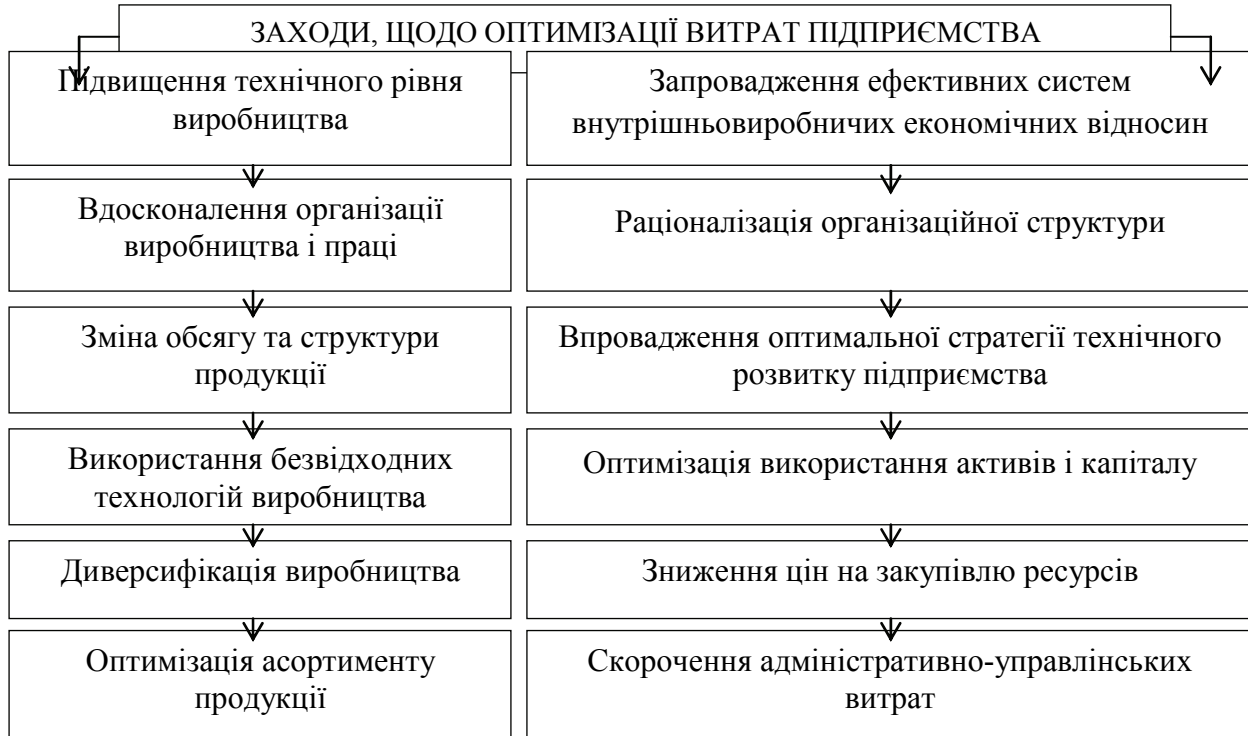 ЗАХОДИ, ЩОДО ОПТИМІЗАЦІЇ ВИТРАТ ПІДПРИЄМСТВА
Підвищення технічного рівня
виробництва
Вдосконалення організації
виробництва і праці
Зміна обсягу та структури
продукції
Використання безвідходних
технологій виробництва
Диверсифікація виробництва
Оптимізація асортименту
продукції
Запровадження ефективних систем
внутрішньовиробничих економічних відносин
Раціоналізація організаційної структури
Впровадження оптимальної стратегії технічного
розвитку підприємства
Оптимізація використання активів і капіталу
Зниження цін на закупівлю ресурсів
Скорочення адміністративно-управлінських
витрат